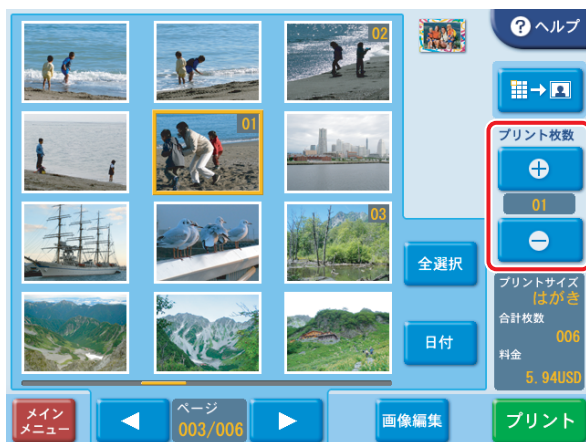 02
01
03
ヘルプ
プリント枚数
01
全選択
日付
プリントサイズ
はがき
合計枚数
006
料金
5.94USD
メイン
メニュー
ページ
003/006
画像編集
プリント